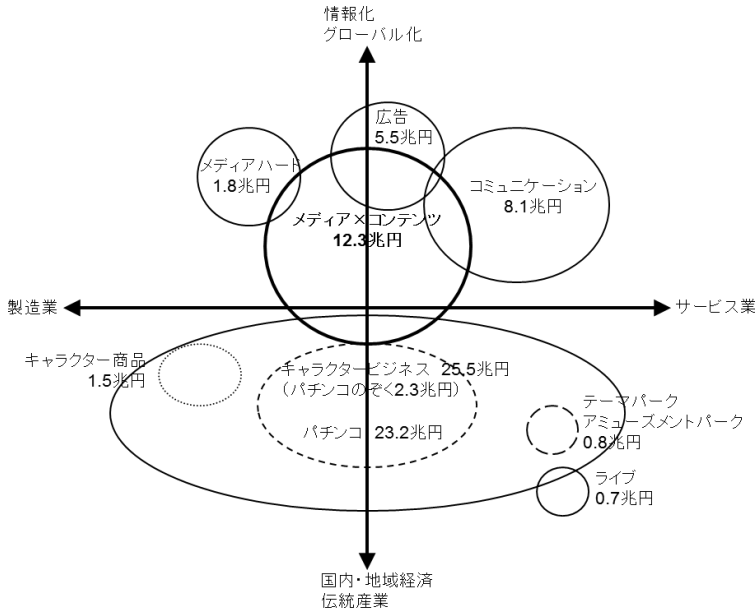 情報化
グローバル化
広告
5.5兆円
メディアハード
1.8兆円
コミュニケーション
8.1兆円
メディア×コンテンツ
12.3兆円
製造業
サービス業
キャラクター商品
1.5兆円
キャラクタービジネス 25.5兆円
(パチンコのぞく2.3兆円)
パチンコ 23.2兆円
テーマパーク
アミューズメントパーク
0.8兆円
ライブ
0.7兆円
国内・地域経済
伝統産業